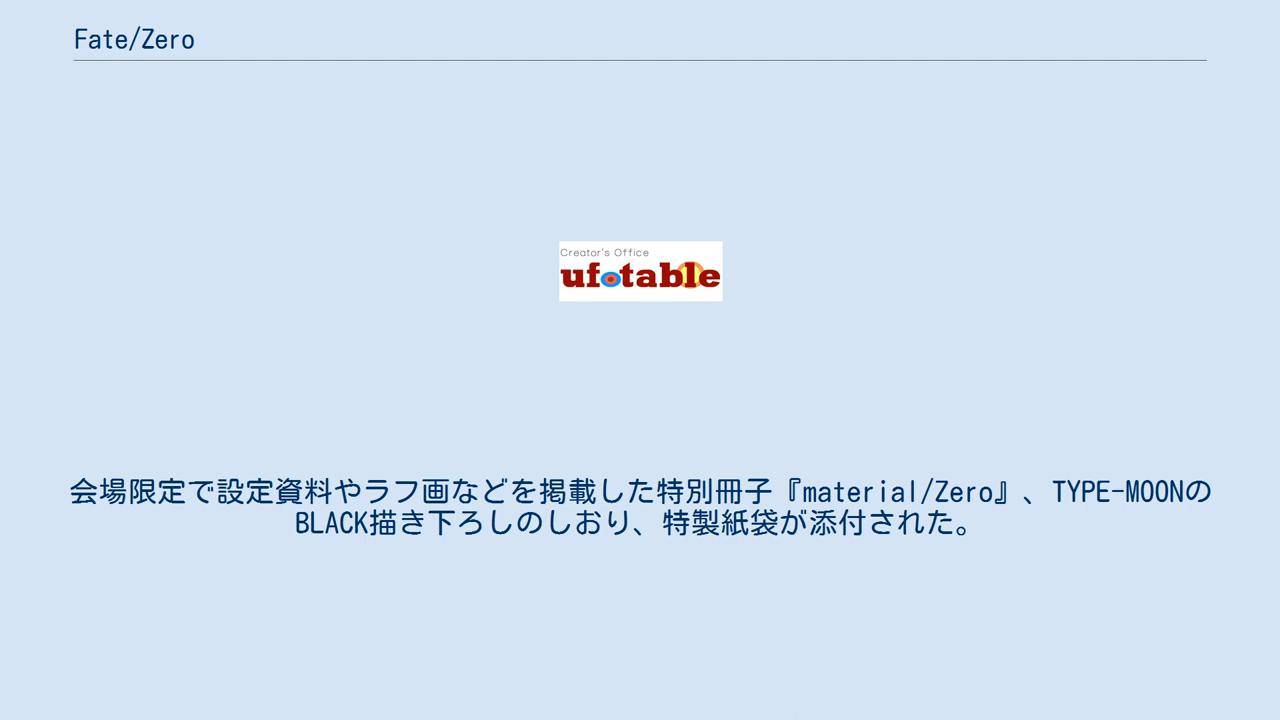 Fate/Zero
Creator's Office
ufotable
会場限定で設定資料やラフ画などを掲載した特別冊子『material/Zero』、TYPE-MOONの
BLACK描き下ろしのしおり、特製紙袋が添付された。